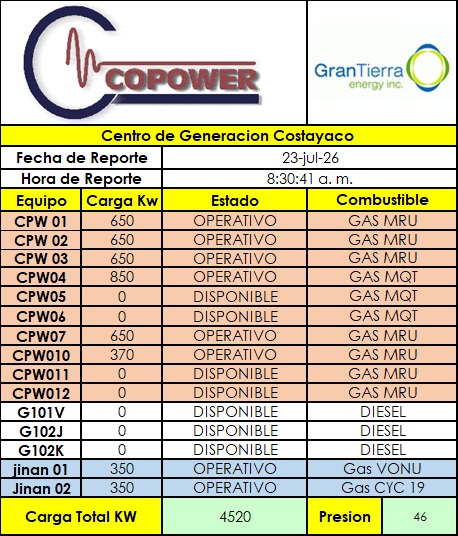 COPOWER
GranTierra
energy inc.
Centro de Generacion Costayaco
Fecha de Reporte 23-jul-26
Hora de Reporte 8:30:41 a. m.
Equipo Carga Kw Estado Combustible
CPW 01 650 OPERATIVO GAS MRU
CPW 02 650 OPERATIVO GAS MRU
CPW 03 650 OPERATIVO GAS MRU
CPW04 850 OPERATIVO GAS MQT
CPW05 0 DISPONIBLE GAS MQT
CPW06 0 DISPONIBLE GAS MQT
CPW07 650 OPERATIVO GAS MRU
CPW010 370 OPERATIVO GAS MRU
CPW011 0 DISPONIBLE GAS MRU
CPW012 0 DISPONIBLE GAS MRU
G101V 0 DISPONIBLE DIESEL
G102J 0 DISPONIBLE DIESEL
G102K 0 DISPONIBLE DIESEL
jinan 01 350 OPERATIVO Gas VONU
Jinan 02 350 OPERATIVO Gas CYC 19
Carga Total KW 4520 Presion 46